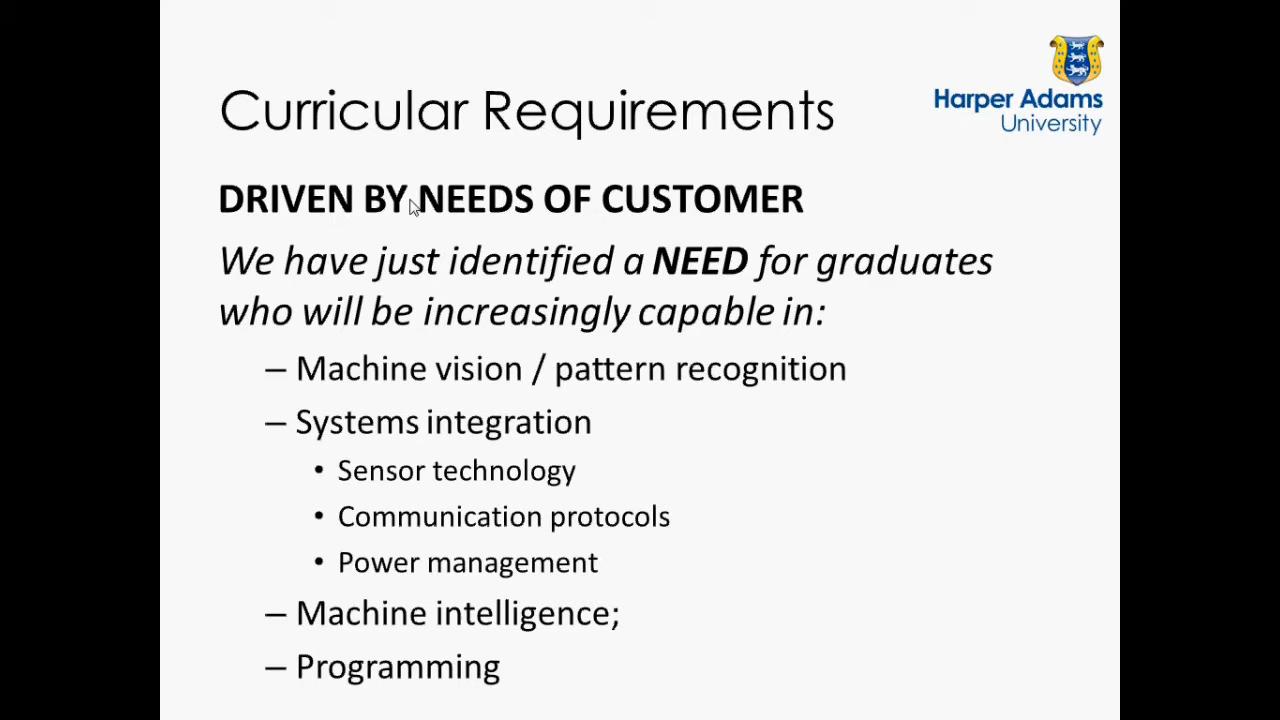 Harper Adams
University
Curricular Requirements
DRIVEN BY NEEDS OF CUSTOMER
We have just identified a NEED for graduates
who will be increasingly capable in:
– Machine vision / pattern recognition
– Systems integration
• Sensor technology
• Communication protocols
• Power management
– Machine intelligence;
– Programming